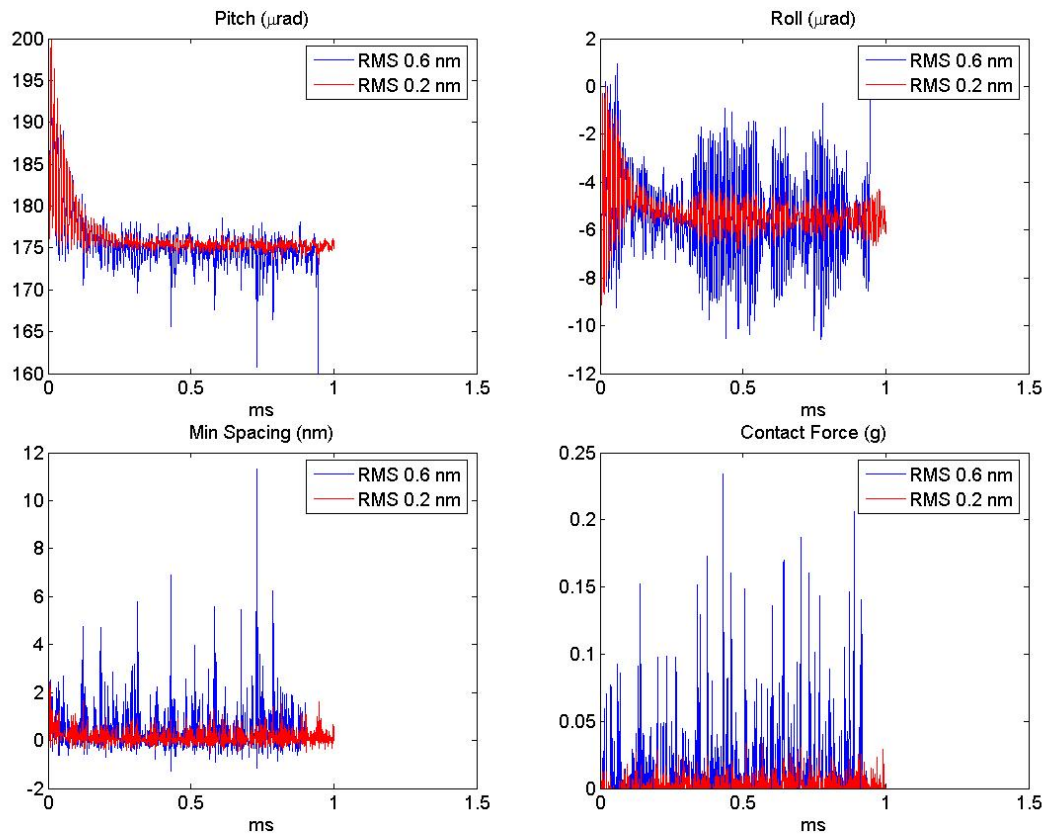 Pitch (μrad)
200
195
190
185
180
175
170
165
160
0
0.5
1
1.5
ms
RMS 0.6 nm
RMS 0.2 nm
Roll (μrad)
2
0
-2
-4
-6
-8
-10
-12
0
0.5
1
1.5
ms
RMS 0.6 nm
RMS 0.2 nm
Min Spacing (nm)
12
10
8
6
4
2
0
-2
0
0.5
1
1.5
ms
RMS 0.6 nm
RMS 0.2 nm
Contact Force (g)
0.25
0.2
0.15
0.1
0.05
0
0
0.5
1
1.5
ms
RMS 0.6 nm
RMS 0.2 nm